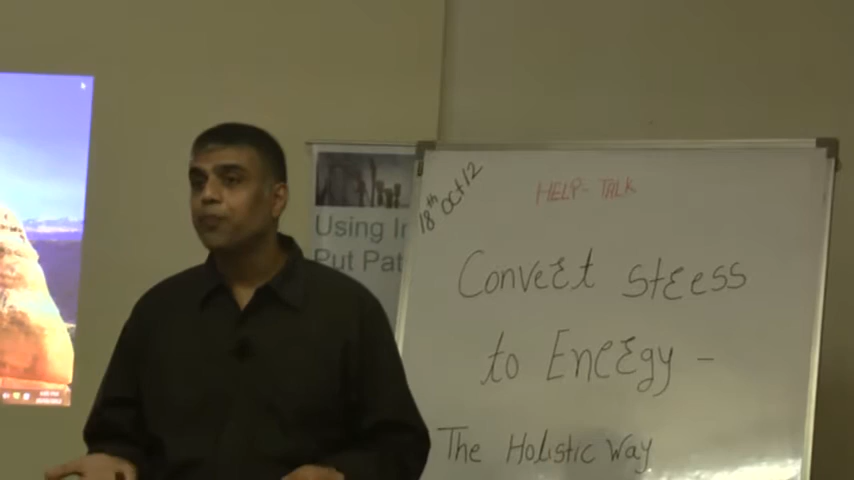 Using In
Put Pat
18th Oct 12
HELP- TALK
Convert stress
to Energy -
The Holistic Way